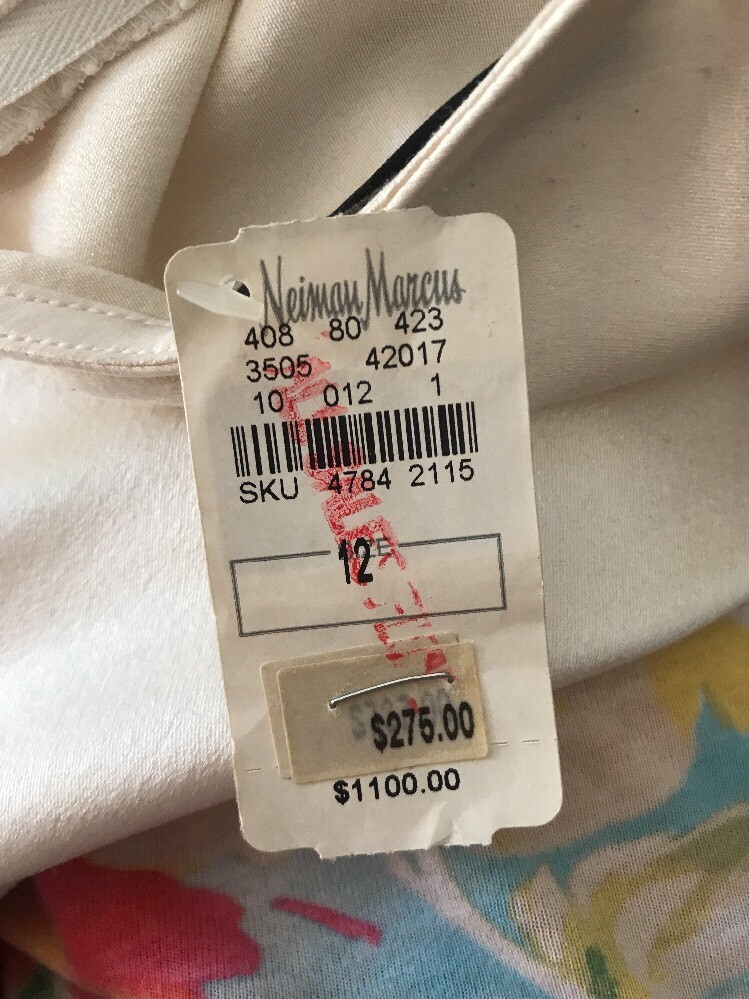 Neiman Marcus
408 80 423
3505 42017
10 012 1
SKU 4784 2115
12
$275.00
$1100.00